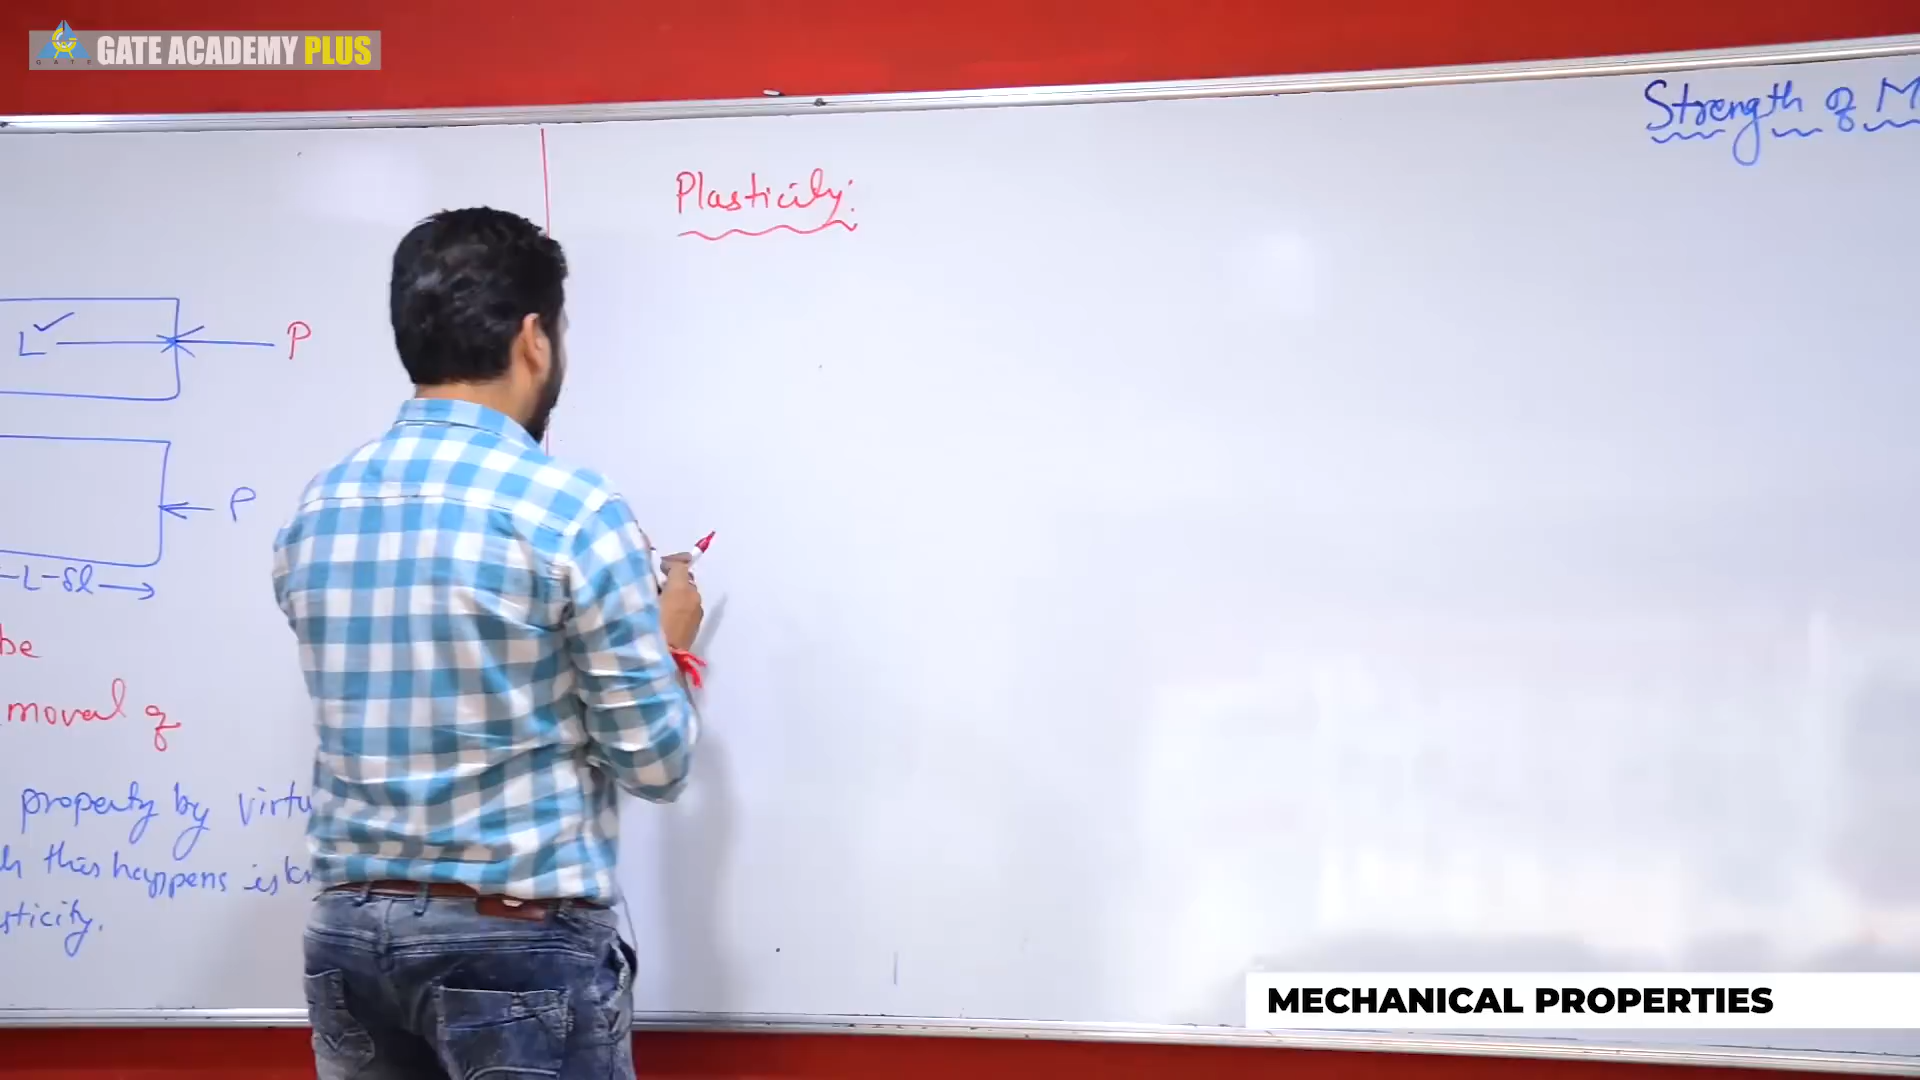 GATE ACADEMY PLUS
GATE
Strength of M
Plasticity:
L
P
P
L-δl
be
moval of
property by virtu
this happens is
sticity.
MECHANICAL PROPERTIES